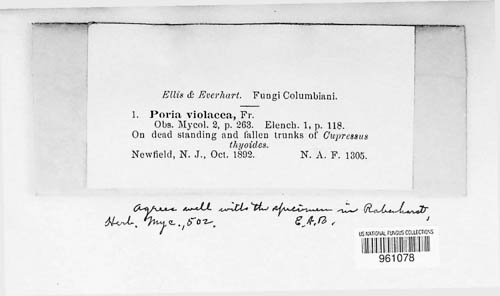 Ellis & Everhart. Fungi Columbiani.
1. Poria violacea, Fr.
Obs. Mycol. 2, p. 263. Elench. 1, p. 118.
On dead standing and fallen trunks of Cupressus
thyoides.
Newfield, N. J., Oct. 1892. N. A. F. 1305.
Agrees well with the specimen in Rabenhorst,
Herb. Myc., 502. E.A.B.
US NATIONAL FUNGUS COLLECTIONS
961078